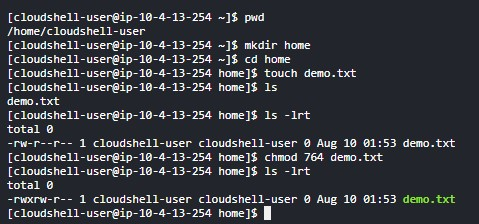 [cloudshell-user@ip-10-4-13-254 ~]$ pwd
/home/cloudshell-user
[cloudshell-user@ip-10-4-13-254 ~]$ mkdir home
[cloudshell-user@ip-10-4-13-254 ~]$ cd home
[cloudshell-user@ip-10-4-13-254 home]$ touch demo.txt
[cloudshell-user@ip-10-4-13-254 home]$ ls
demo.txt
[cloudshell-user@ip-10-4-13-254 home]$ ls -lrt
total 0
-rw-r--r-- 1 cloudshell-user cloudshell-user 0 Aug 10 01:53 demo.txt
[cloudshell-user@ip-10-4-13-254 home]$ chmod 764 demo.txt
[cloudshell-user@ip-10-4-13-254 home]$ ls -lrt
total 0
-rwxrw-r-- 1 cloudshell-user cloudshell-user 0 Aug 10 01:53 demo.txt
[cloudshell-user@ip-10-4-13-254 home]$